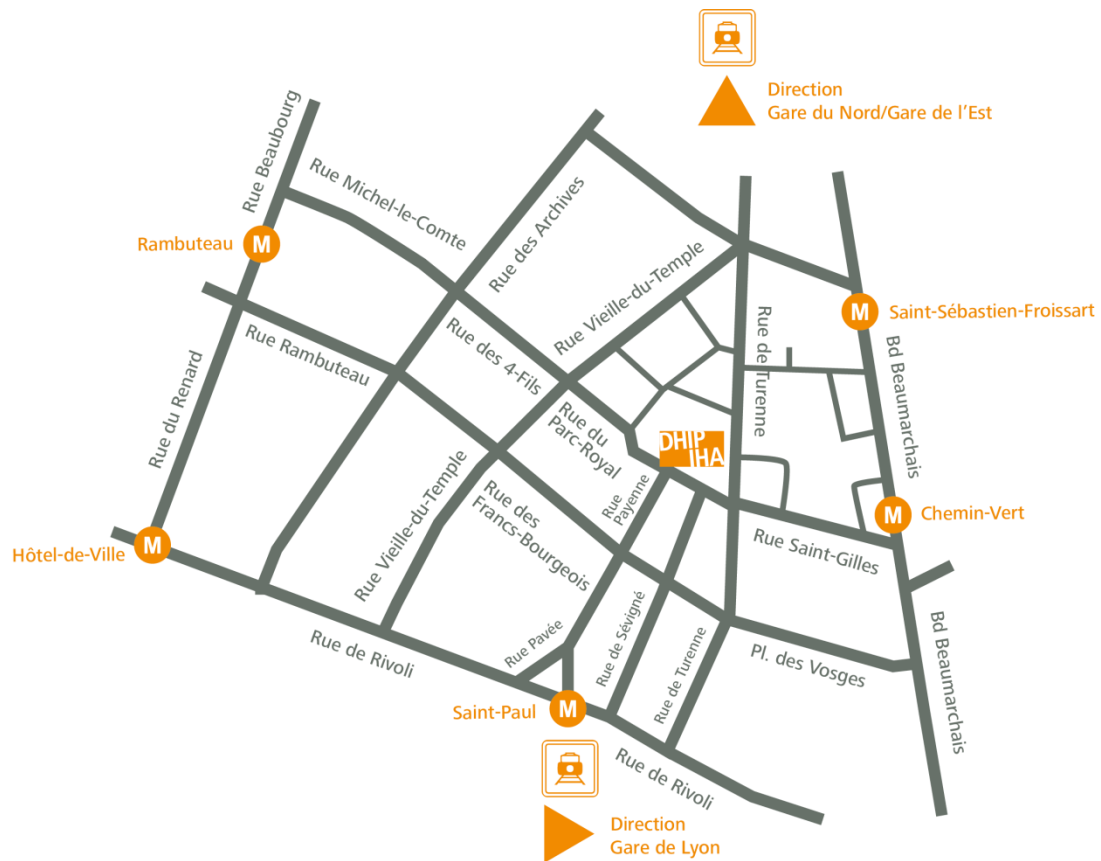 Direction
Gare du Nord/Gare de l'Est
Rue Beaubourg
Rue Michel-le-Comte
Rue des Archives
Rambuteau
M
Rue Vieille-du-Temple
Saint-Sébastien-Froissart
M
Rue Rambuteau
Rue des 4-Fils
Rue de Turenne
Bd Beaumarchais
Rue du Renard
Rue du
Parc-Royal
DHIP
IHA
Rue
Payenne
Rue Vieille-du-Temple
Rue des
Francs-Bourgeois
Chemin-Vert
M
Rue Saint-Gilles
Hôtel-de-Ville
M
Rue de Rivoli
Rue Pavée
Rue de Sévigné
Rue de Turenne
Pl. des Vosges
Bd Beaumarchais
Saint-Paul
M
Rue de Rivoli
Direction
Gare de Lyon